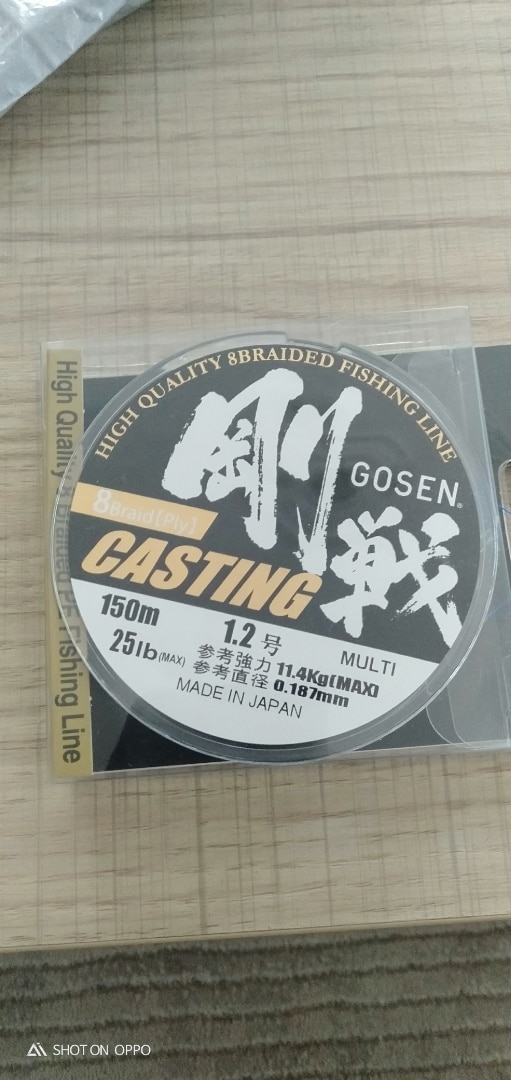 HIGH QUALITY 8BRAIDED FISHING LINE
剛戦
GOSEN®
8Braid[Ply]
CASTING
150m
1.2号
MULTI
25lb(MAX)
参考強力 11.4Kg(MAX)
参考直径 0.187mm
MADE IN JAPAN
High Quality 8 Braided PE Fishing Line
SHOT ON OPPO